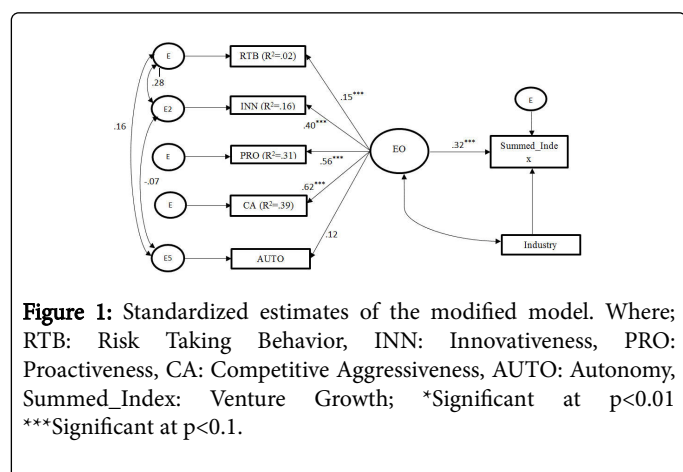 E
RTB (R²=.02)
.28
.15***
E
E2
INN (R²=.16)
.16
.40***
EO
.32***
Summed_Inde
x
E
PRO (R²=.31)
.56***
-.07
.62***
E
CA (R²=.39)
.12
Industry
E5
AUTO
Figure 1: Standardized estimates of the modified model. Where;
RTB: Risk Taking Behavior, INN: Innovativeness, PRO:
Proactiveness, CA: Competitive Aggressiveness, AUTO: Autonomy,
Summed_Index: Venture Growth; *Significant at p<0.01
***Significant at p<0.1.